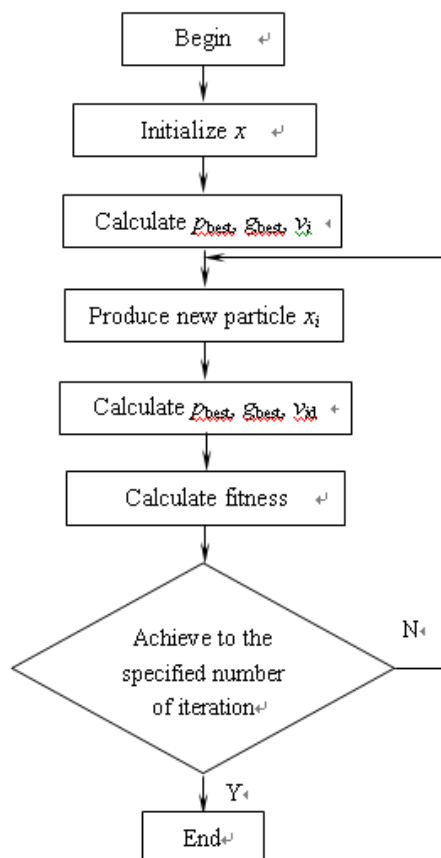 Begin
Initialize x
Calculate pbest, gbest, vi
Produce new particle xi
Calculate pbest, gbest, vid
Calculate fitness
Achieve to the
specified number
of iteration
N
Y
End